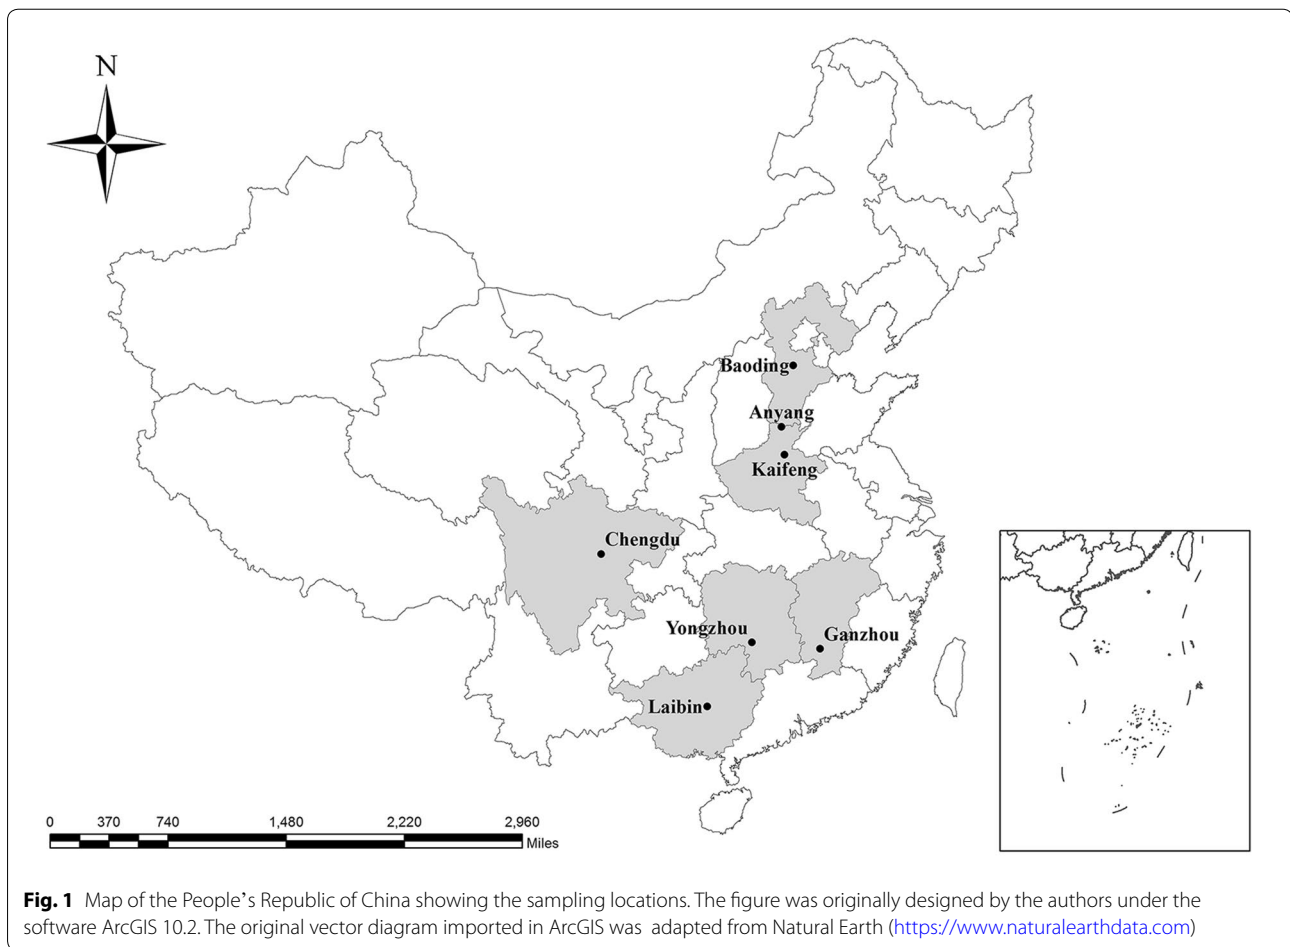 N
Baoding
Anyang
Kaifeng
Chengdu
Yongzhou
Ganzhou
Laibin
0 370 740 1,480 2,220 2,960
Miles
Fig. 1 Map of the People's Republic of China showing the sampling locations. The figure was originally designed by the authors under the
software ArcGIS 10.2. The original vector diagram imported in ArcGIS was adapted from Natural Earth (https://www.naturalearthdata.com)